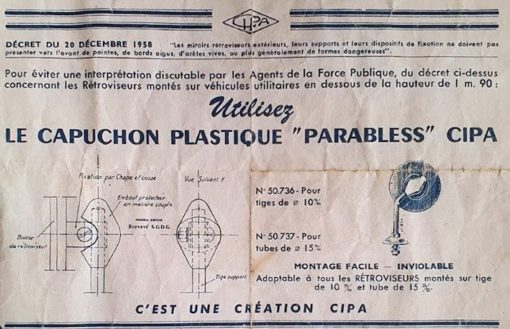 CIPA
DÉCRET DU 20 DÉCEMBRE 1958 "Les miroirs rétroviseurs extérieurs, leurs supports et leurs dispositifs de fixation ne doivent pas
présenter vers l'avant de pointes, de bords aigus, d'arêtes vives, ou plus généralement de formes dangereuses".
Pour éviter une interprétation discutable par les Agents de la Force Publique, du décret ci-dessus
concernant les Rétroviseurs montés sur véhicules utilitaires en dessous de la hauteur de 1 m. 90 :
Utilisez
LE CAPUCHON PLASTIQUE "PARABLESS" CIPA
Fixation par Chape et
Vue Suivant F
Embout protecteur
en matière souple
MODÈLE DÉPOSÉ
Breveté S.G.D.G.
Boitier
de rétroviseur
Tige support
N° 50.736 - Pour
tiges de ø 10%
N° 50.737 - Pour
tubes de ø 15%
MONTAGE FACILE — INVIOLABLE
Adaptable à tous les RÉTROVISEURS montés sur tige
de 10 m/m et tube de 15 m/m
C'EST UNE CRÉATION CIPA